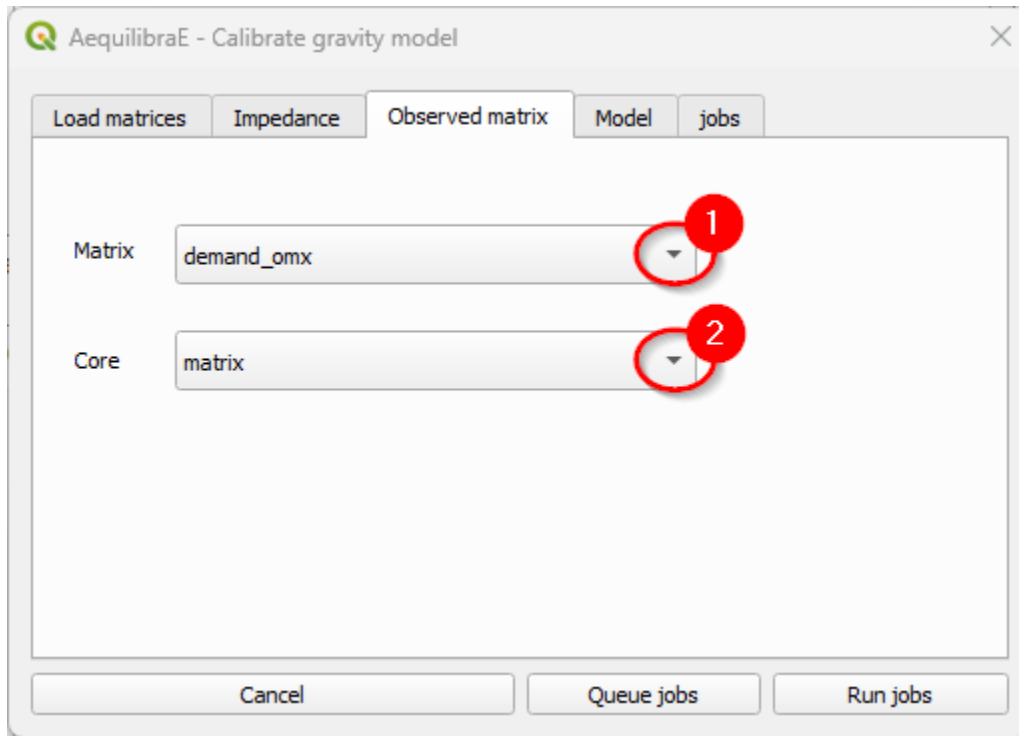 AequilibraE - Calibrate gravity model
Load matrices Impedance Observed matrix Model jobs
1
Matrix demand_omx
2
Core matrix
Cancel Queue jobs Run jobs